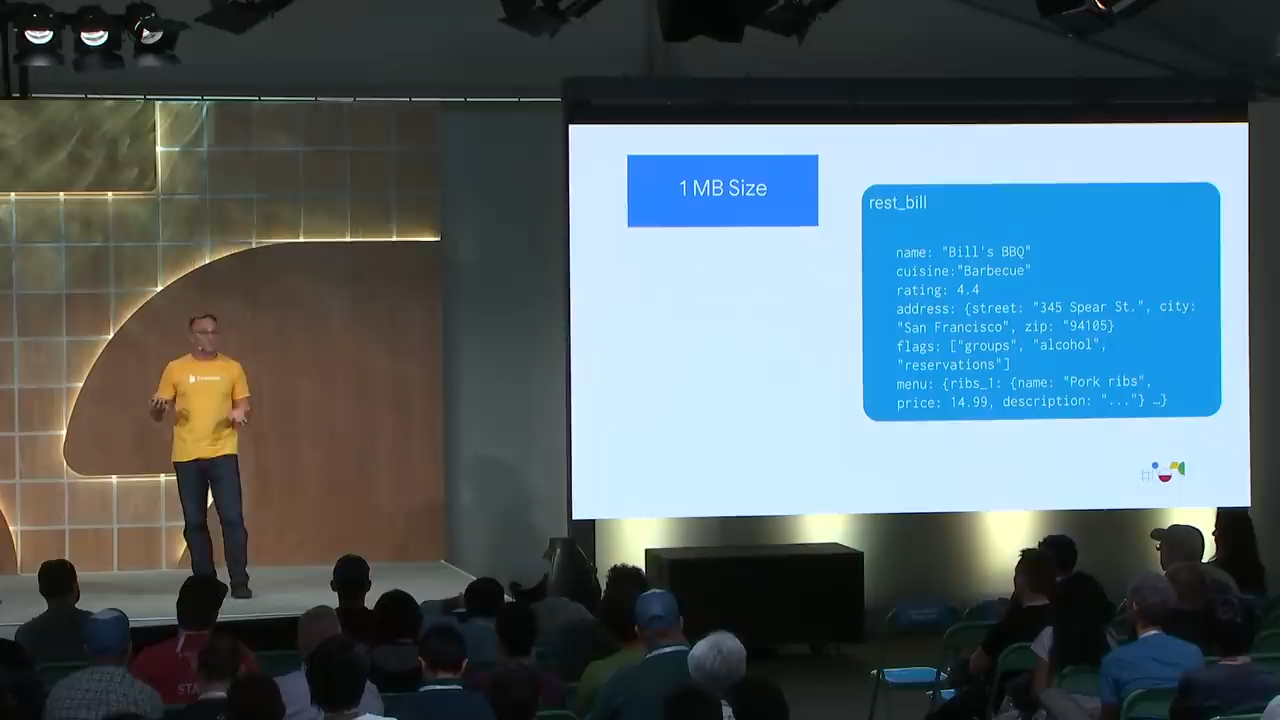 1 MB Size
rest_bill
name: "Bill's BBQ"
cuisine:"Barbecue"
rating: 4.4
address: {street: "345 Spear St.", city:
"San Francisco", zip: "94105}
flags: ["groups", "alcohol",
"reservations"]
menu: {ribs_1: {name: "Pork ribs",
price: 14.99, description: "..."} …}